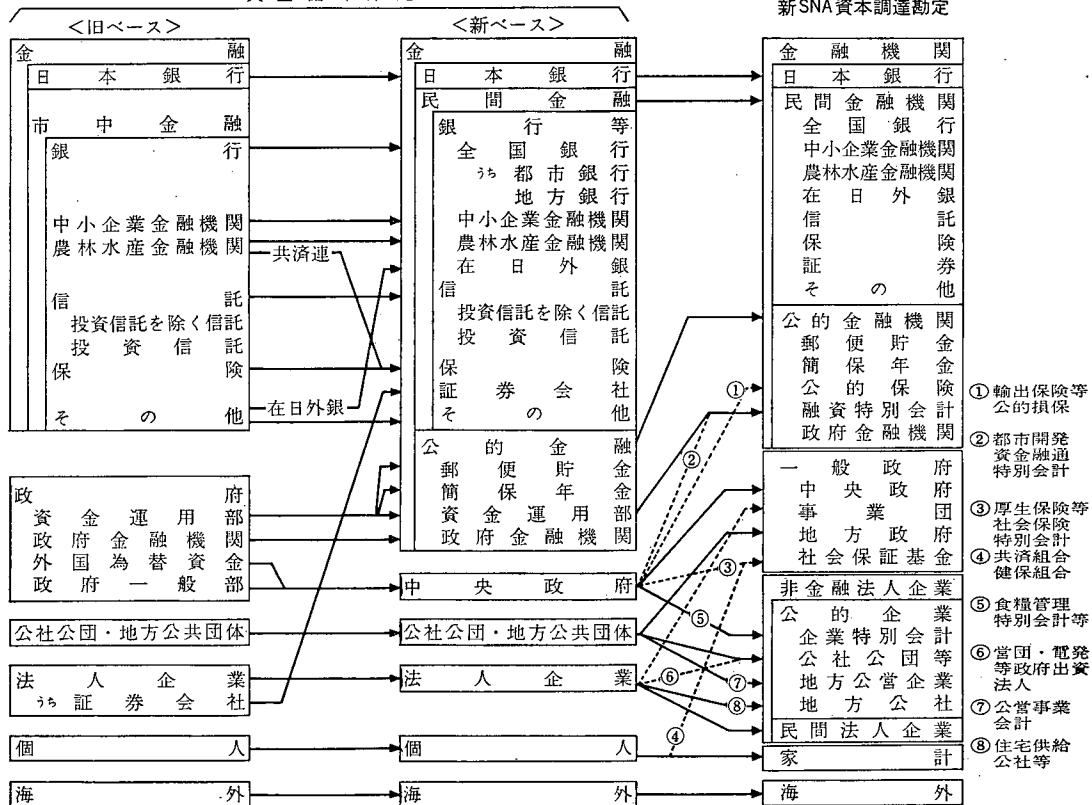 新SNA資本調達勘定
<旧ベース>
金融
日本銀行
市中金融
銀行
中小企業金融機関
農林水産金融機関
共済連
信託
投資信託を除く信託
投資信託
保険
在日外銀
その他
政府
資金運用部
政府金融機関
外国為替資金
政府一般部
公社公団・地方公共団体
法人企業
うち証券会社
個人
海外
<新ベース>
金融
日本銀行
民間金融
銀行等
全国銀行
うち都市銀行
地方銀行
中小企業金融機関
農林水産金融機関
在日外銀
信託
投資信託を除く信託
投資信託
保険
証券会社
その他
公的金融
郵便貯金
簡保年金
資金運用部
政府金融機関
中央政府
公社公団・地方公共団体
法人企業
個人
海外
①
②
③
⑤
⑥
⑦
⑧
④
金融機関
日本銀行
民間金融機関
全国銀行
中小企業金融機関
農林水産金融機関
在日外銀
信託
保険
証券
その他
公的金融機関
郵便貯金
簡保年金
公的保険
融資特別会計
政府金融機関
一般政府
中央政府
事業団
地方政府
社会保証基金
非金融法人企業
公的企業
企業特別会計
公社公団等
地方公営企業
地方公社
民間法人企業
家計
海外
①輸出保険等
公的損保
②都市開発
資金融通
特別会計
③厚生保険等
社会保険
特別会計
④共済組合
健保組合
⑤食糧管理
特別会計等
⑥営団・電発
等政府出資
法人
⑦公営事業
会計
⑧住宅供給
公社等